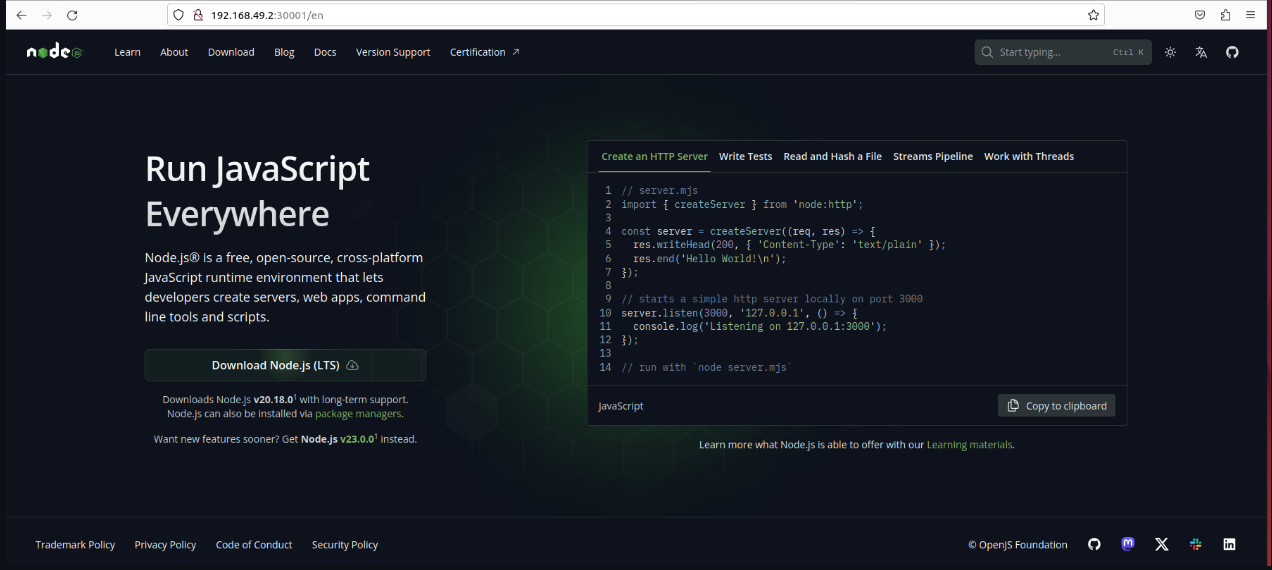 192.168.49.2:30001/en
node JS
Learn About Download Blog Docs Version Support Certification ↗
Start typing... Ctrl K
Run JavaScript
Everywhere
Node.js® is a free, open-source, cross-platform
JavaScript runtime environment that lets
developers create servers, web apps, command
line tools and scripts.
Download Node.js (LTS)
Downloads Node.js v20.18.0¹ with long-term support.
Node.js can also be installed via package managers.
Want new features sooner? Get Node.js v23.0.0¹ instead.
Create an HTTP Server Write Tests Read and Hash a File Streams Pipeline Work with Threads
1 // server.mjs
2 import { createServer } from 'node:http';
3
4 const server = createServer((req, res) => {
5   res.writeHead(200, { 'Content-Type': 'text/plain' });
6   res.end('Hello World!\n');
7 });
8
9 // starts a simple http server locally on port 3000
10 server.listen(3000, '127.0.0.1', () => {
11   console.log('Listening on 127.0.0.1:3000');
12 });
13
14 // run with `node server.mjs`
JavaScript
Copy to clipboard
Learn more what Node.js is able to offer with our Learning materials.
Trademark Policy Privacy Policy Code of Conduct Security Policy
© OpenJS Foundation